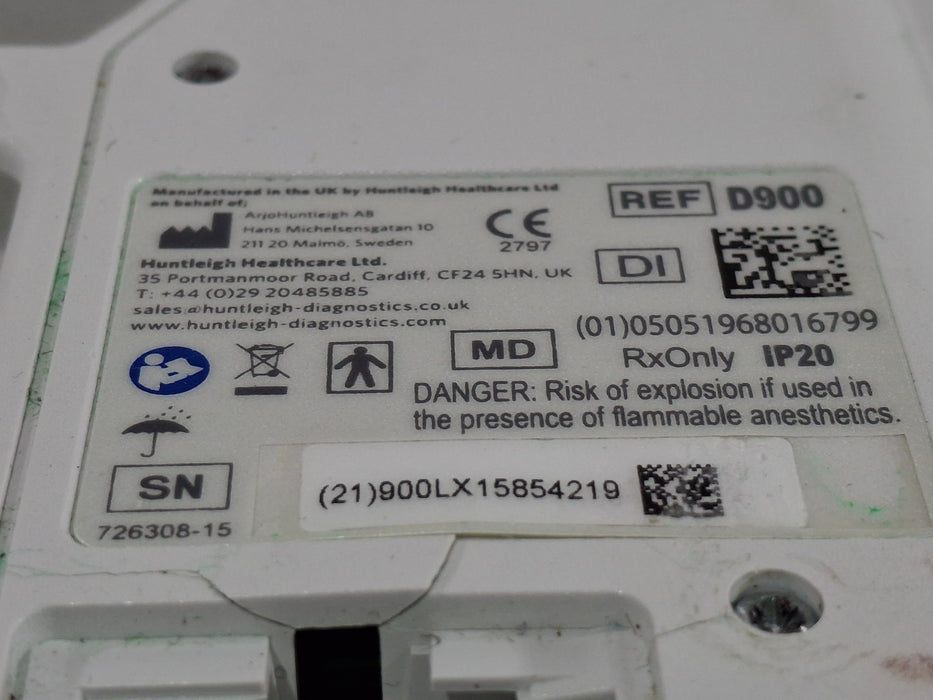 Manufactured in the UK by Huntleigh Healthcare Ltd
on behalf of;
ArjoHuntleigh AB
Hans Michelsensgatan 10
211 20 Malmö, Sweden
CE
2797
REF D900
Huntleigh Healthcare Ltd.
35 Portmanmoor Road, Cardiff, CF24 5HN, UK
T: +44 (0)29 20485885
sales@huntleigh-diagnostics.co.uk
www.huntleigh-diagnostics.com
DI
(01)05051968016799
MD
RxOnly IP20
DANGER: Risk of explosion if used in
the presence of flammable anesthetics.
SN
(21)900LX15854219
726308-15